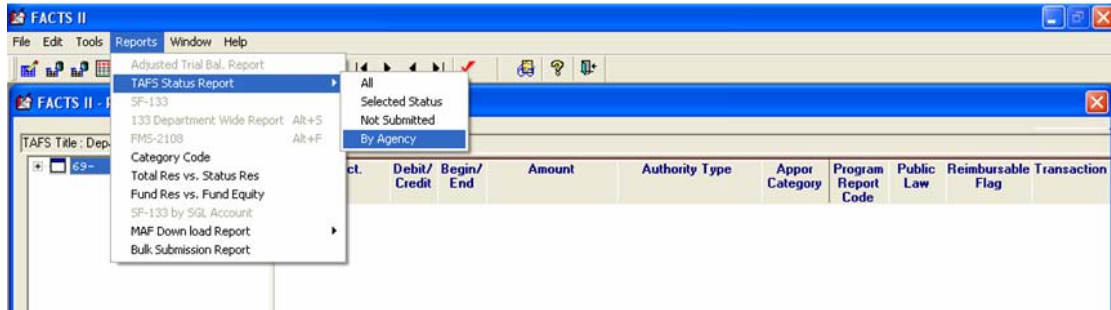 FACTS II
File Edit Tools Reports Window Help
Adjusted Trial Bal. Report
TAFS Status Report
SF-133
133 Department Wide Report Alt+S
FMS-2108 Alt+F
Category Code
Total Res vs. Status Res
Fund Res vs. Fund Equity
SF-133 by SGL Account
MAF Down load Report
Bulk Submission Report
All
Selected Status
Not Submitted
By Agency
FACTS II -
TAFS Title : Dep
69-
ct.
Debit/
Credit
Begin/
End
Amount
Authority Type
Appor
Category
Program
Report
Code
Public
Law
Reimbursable
Flag
Transaction